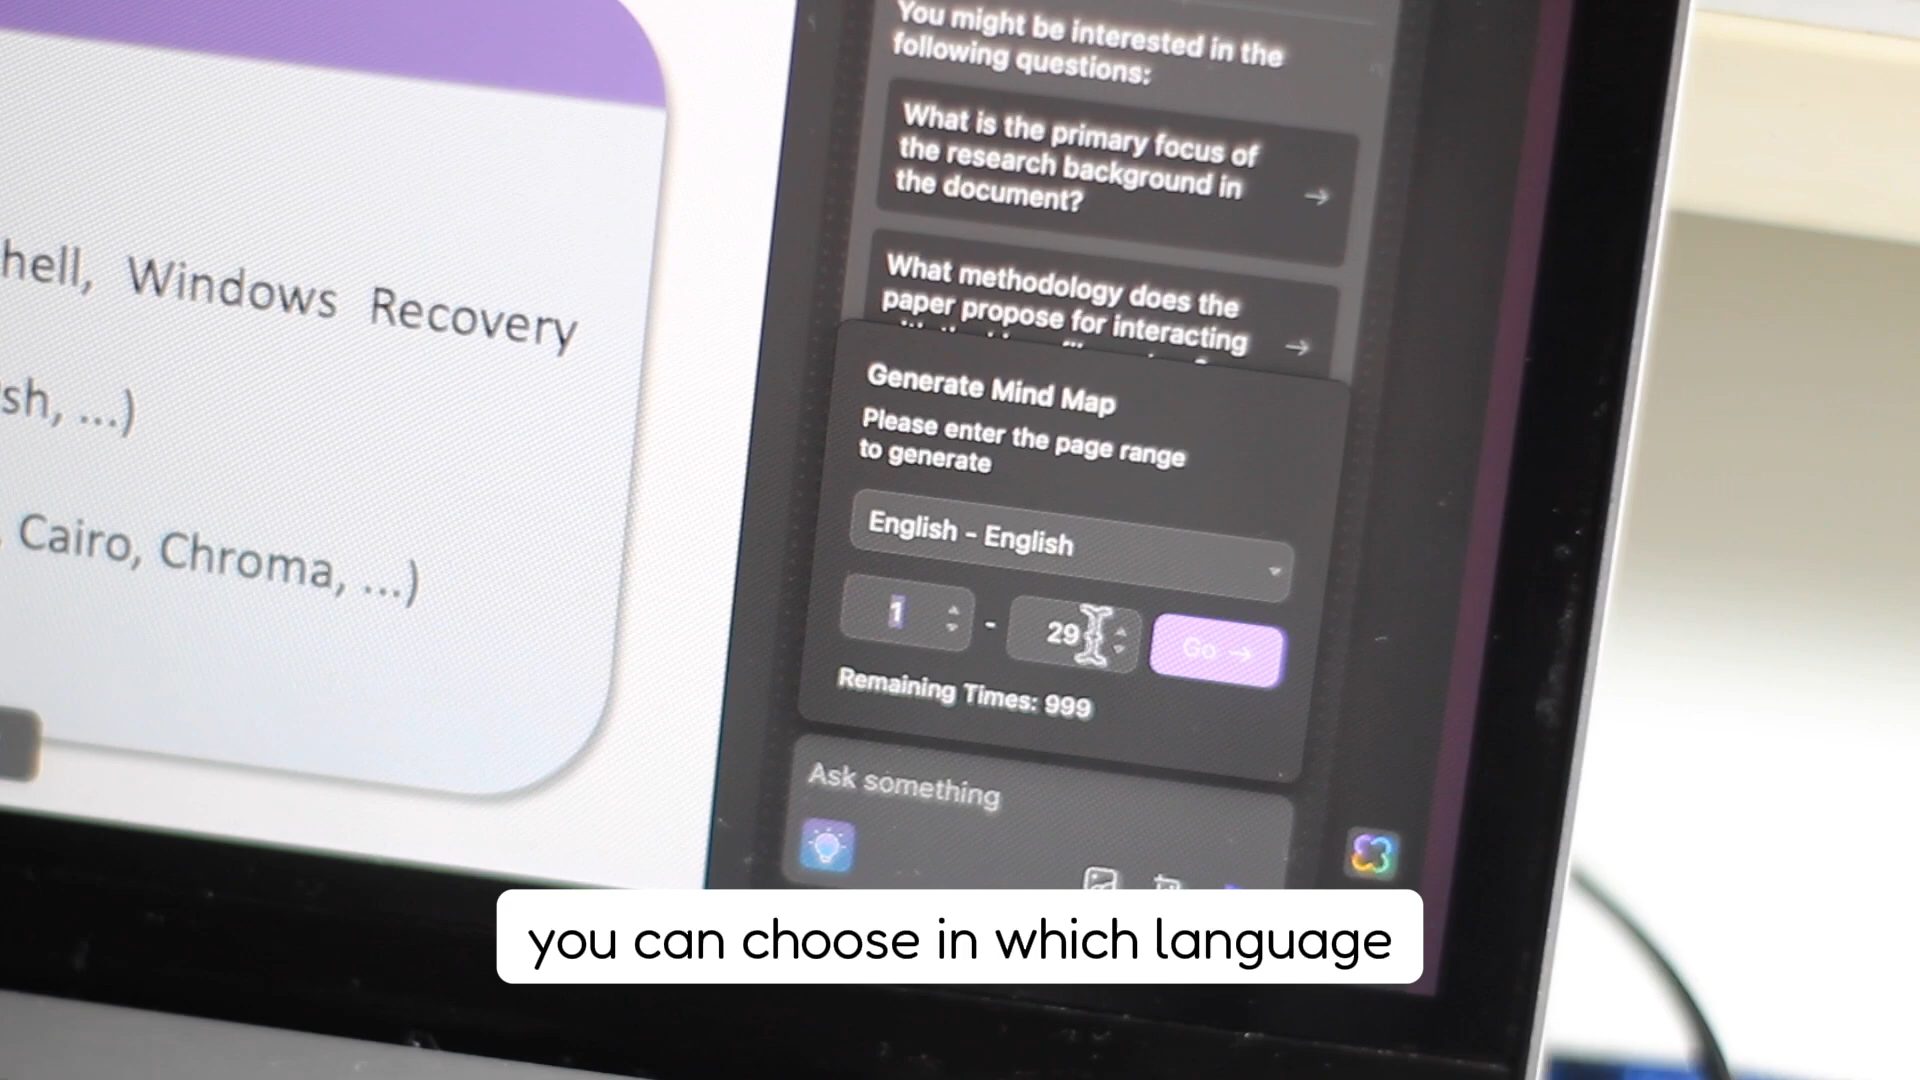 You might be interested in the
following questions:
What is the primary focus of
the research background in
the document?
What methodology does the
paper propose for interacting
Generate Mind Map
Please enter the page range
to generate
English - English
1 - 29 Go →
Remaining Times: 999
Ask something
hell, Windows Recovery
sh, ...)
, Cairo, Chroma, ...)
you can choose in which language